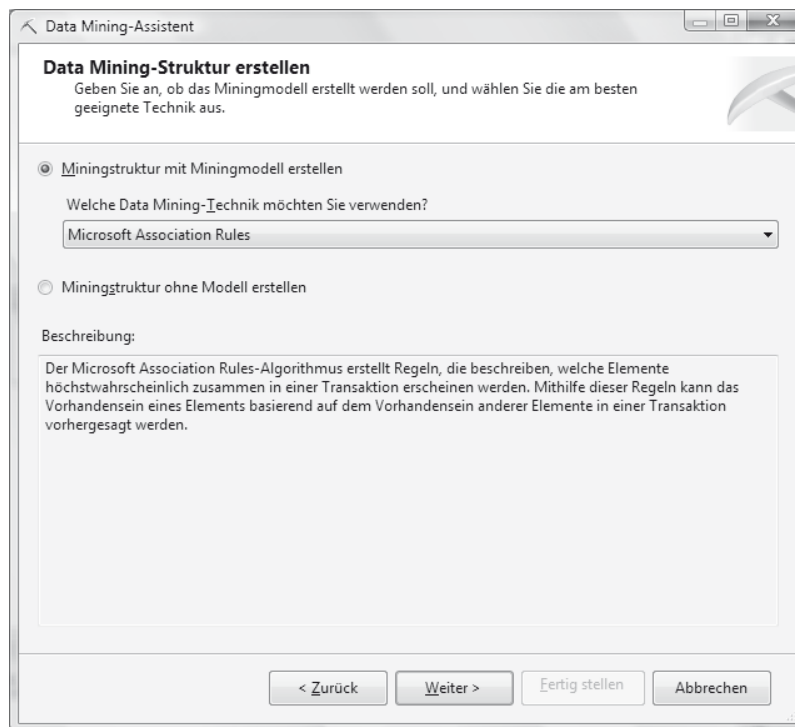 Data Mining-Assistent
Data Mining-Struktur erstellen
Geben Sie an, ob das Miningmodell erstellt werden soll, und wählen Sie die am besten
geeignete Technik aus.
Miningstruktur mit Miningmodell erstellen
Welche Data Mining-Technik möchten Sie verwenden?
Microsoft Association Rules
Miningstruktur ohne Modell erstellen
Beschreibung:
Der Microsoft Association Rules-Algorithmus erstellt Regeln, die beschreiben, welche Elemente
höchstwahrscheinlich zusammen in einer Transaktion erscheinen werden. Mithilfe dieser Regeln kann das
Vorhandensein eines Elements basierend auf dem Vorhandensein anderer Elemente in einer Transaktion
vorhergesagt werden.
< Zurück Weiter > Fertig stellen Abbrechen